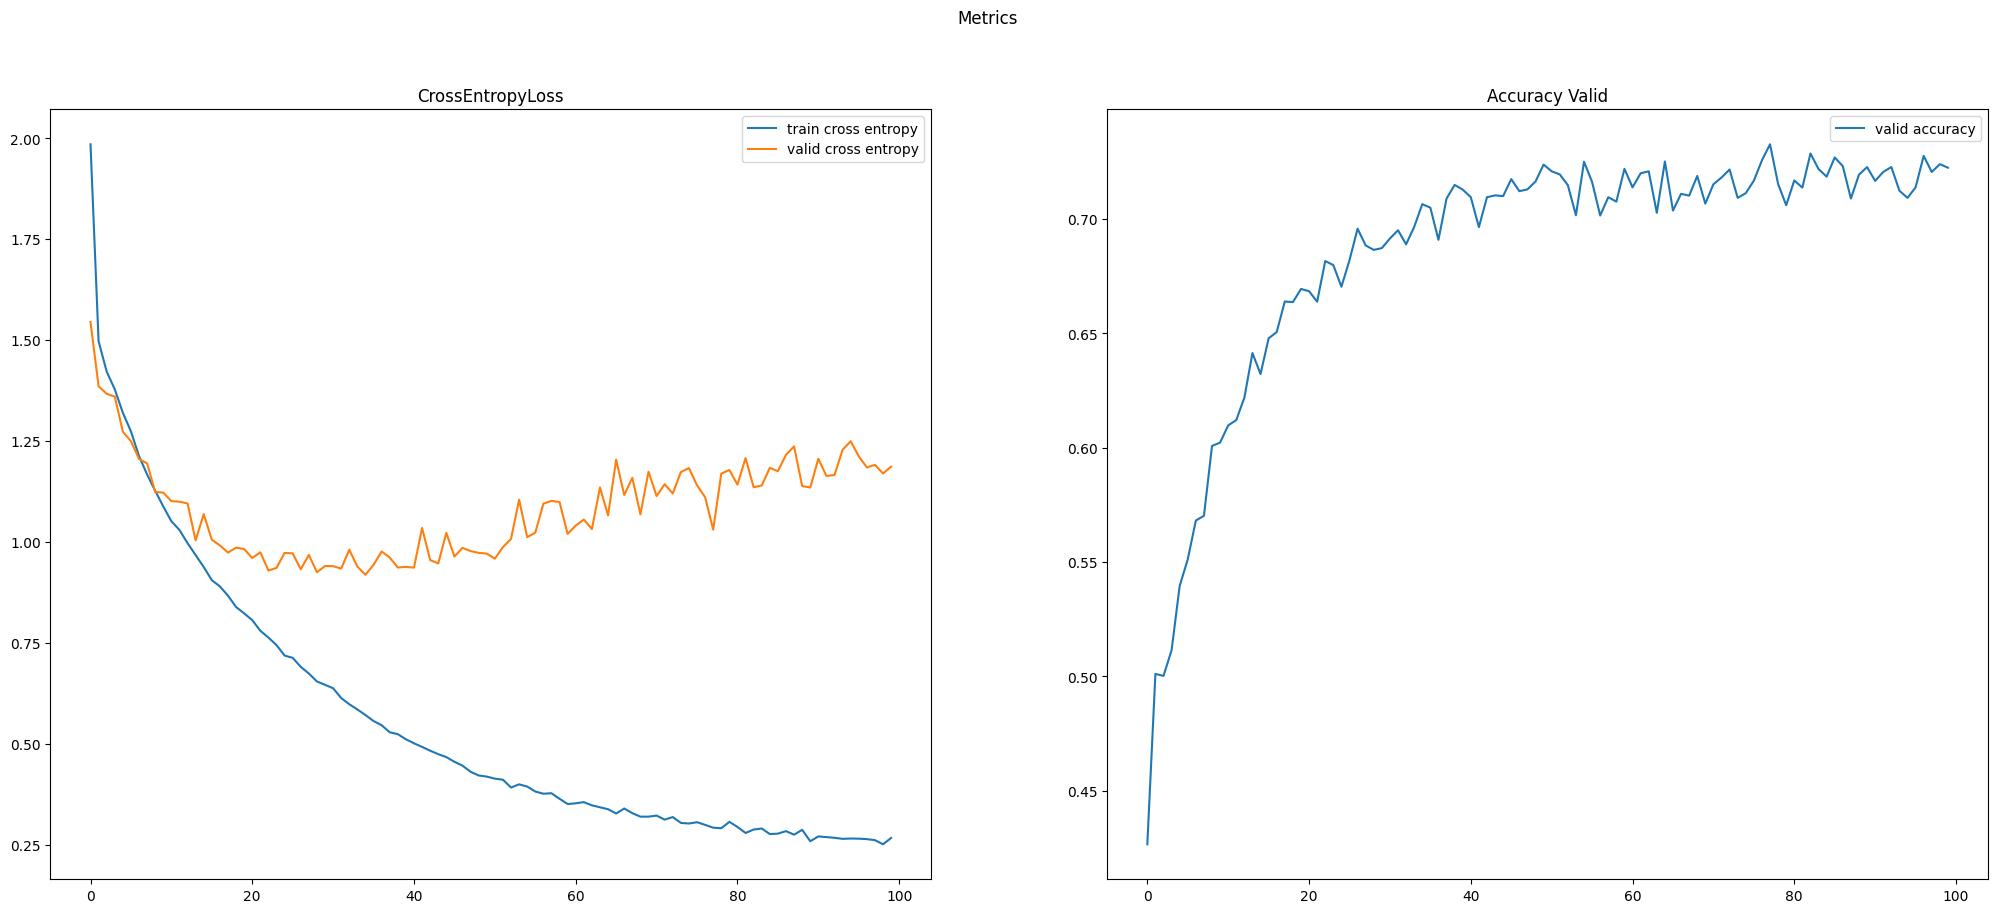 Metrics
CrossEntropyLoss
train cross entropy
valid cross entropy
2.00
1.75
1.50
1.25
1.00
0.75
0.50
0.25
0 20 40 60 80 100
Accuracy Valid
valid accuracy
0.70
0.65
0.60
0.55
0.50
0.45
0 20 40 60 80 100